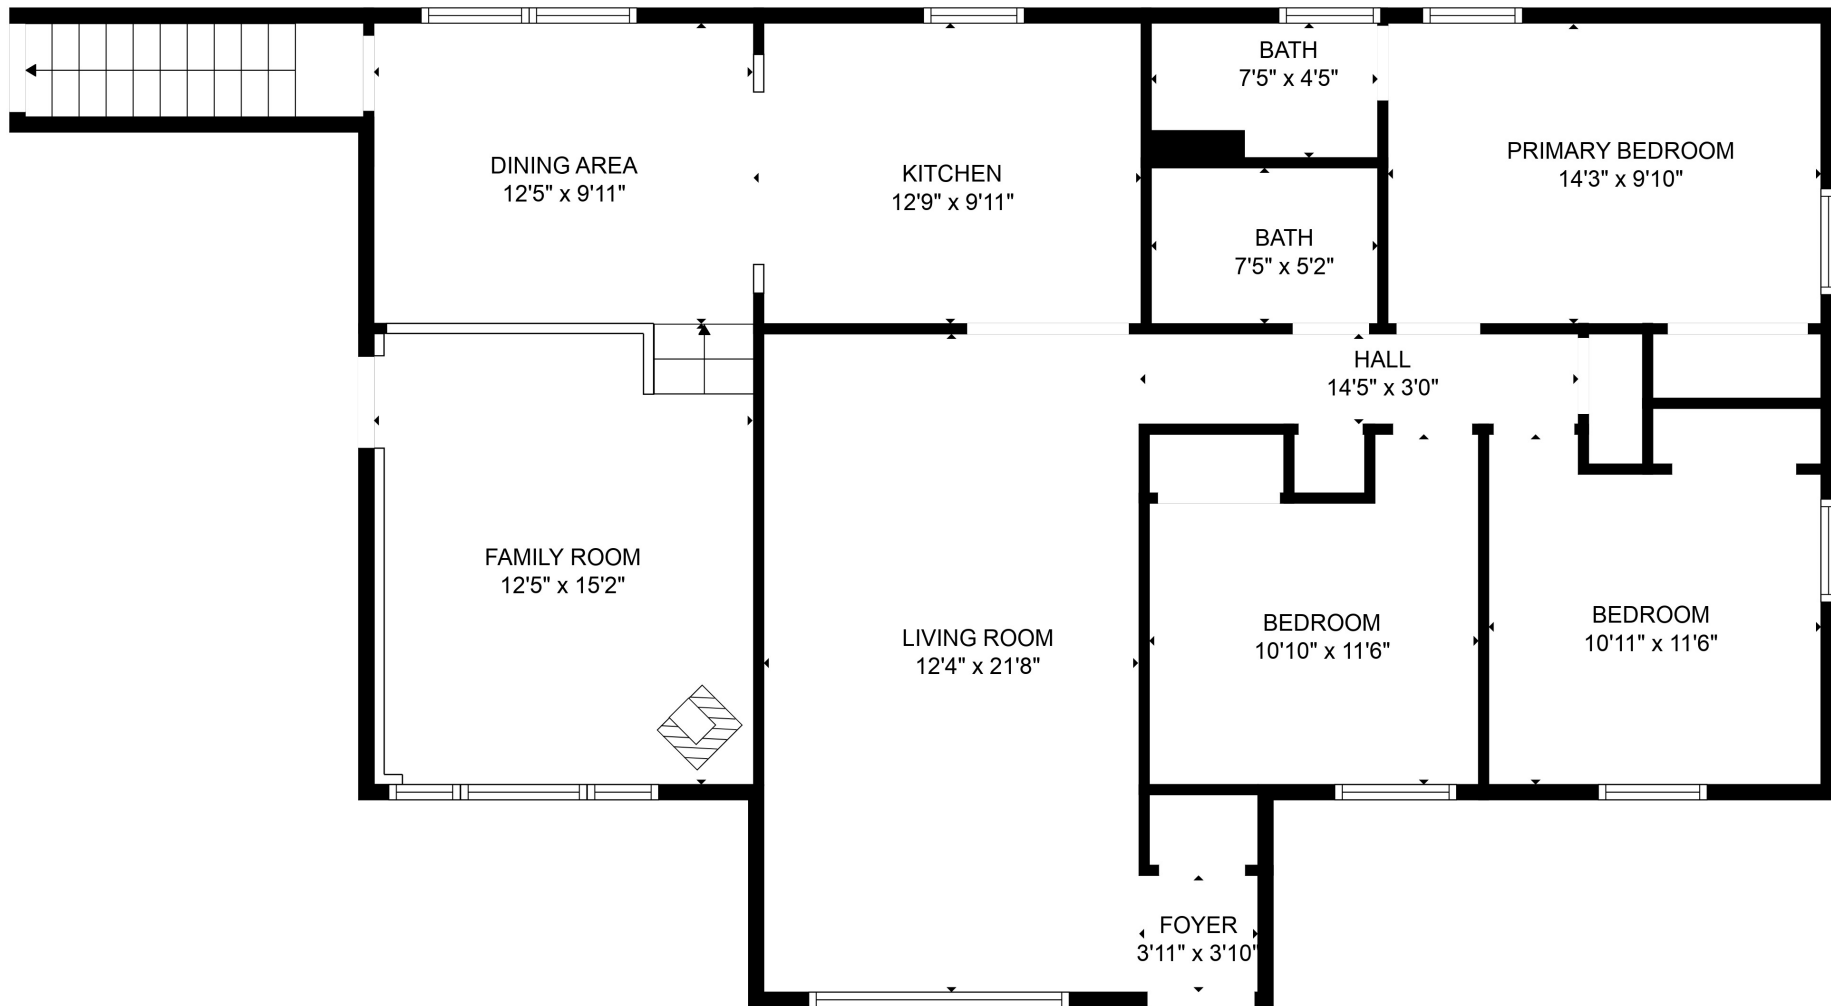 BATH
7'5" x 4'5"
DINING AREA
12'5" x 9'11"
KITCHEN
12'9" x 9'11"
PRIMARY BEDROOM
14'3" x 9'10"
BATH
7'5" x 5'2"
HALL
14'5" x 3'0"
FAMILY ROOM
12'5" x 15'2"
LIVING ROOM
12'4" x 21'8"
BEDROOM
10'10" x 11'6"
BEDROOM
10'11" x 11'6"
FOYER
3'11" x 3'10"